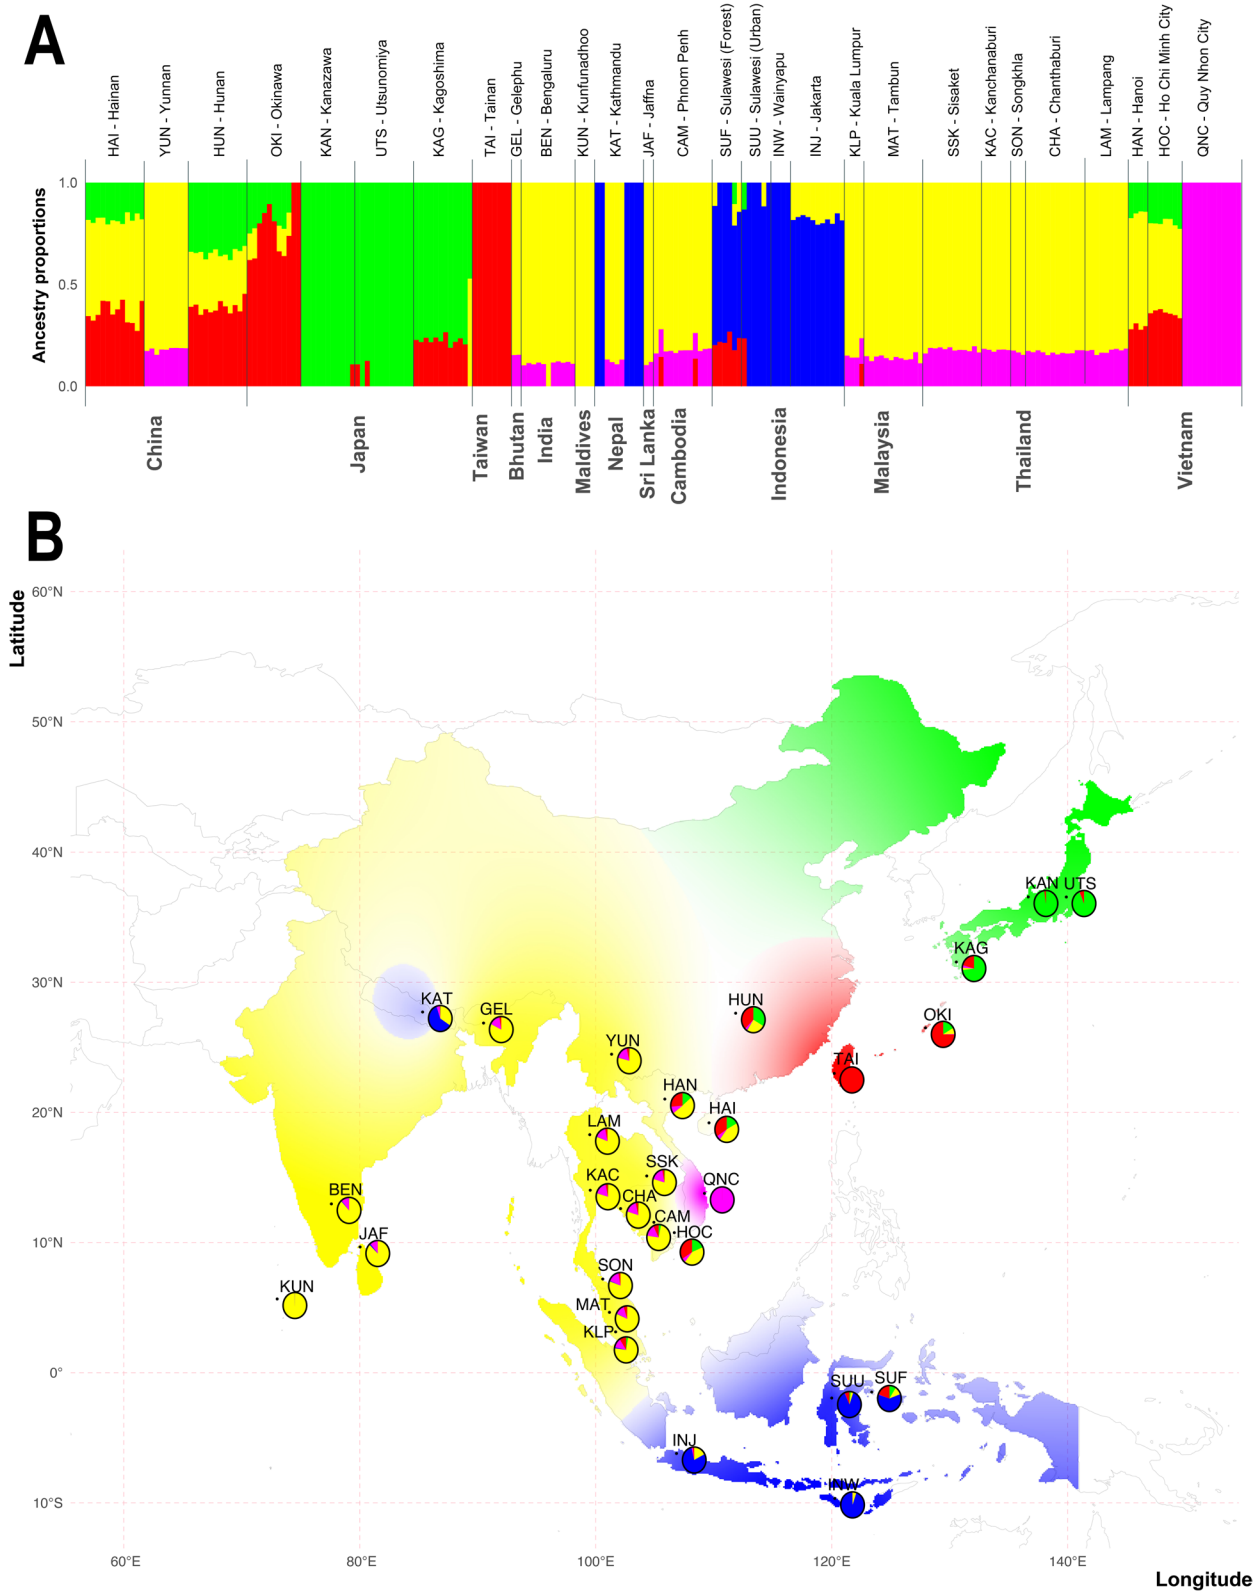 A
HAI - Hainan
YUN - Yunnan
HUN - Hunan
OKI - Okinawa
KAN - Kanazawa
UTS - Utsunomiya
KAG - Kagoshima
TAI - Tainan
GEL - Gelephu
BEN - Bengaluru
KUN - Kunfunadhoo
KAT - Kathmandu
JAF - Jaffna
CAM - Phnom Penh
SUF - Sulawesi (Forest)
SUU - Sulawesi (Urban)
INW - Wainyapu
INJ - Jakarta
KLP - Kuala Lumpur
MAT - Tambun
SSK - Sisaket
KAC - Kanchanaburi
SON - Songkhla
CHA - Chanthaburi
LAM - Lampang
HAN - Hanoi
HOC - Ho Chi Minh City
QNC - Quy Nhon City
Ancestry proportions
1.0
0.5
0.0
China
Japan
Taiwan
Bhutan
India
Maldives
Nepal
Sri Lanka
Cambodia
Indonesia
Malaysia
Thailand
Vietnam
B
Latitude
60°N
50°N
40°N
30°N
20°N
10°N
0°
10°S
KAN
UTS
KAG
KAT
GEL
HUN
OKI
YUN
TAI
HAN
HAI
LAM
SSK
KAC
QNC
BEN
CHA
CAM
JAF
HOC
SON
KUN
MAT
KLP
SUU
SUF
INJ
INW
60°E
80°E
100°E
120°E
140°E
Longitude